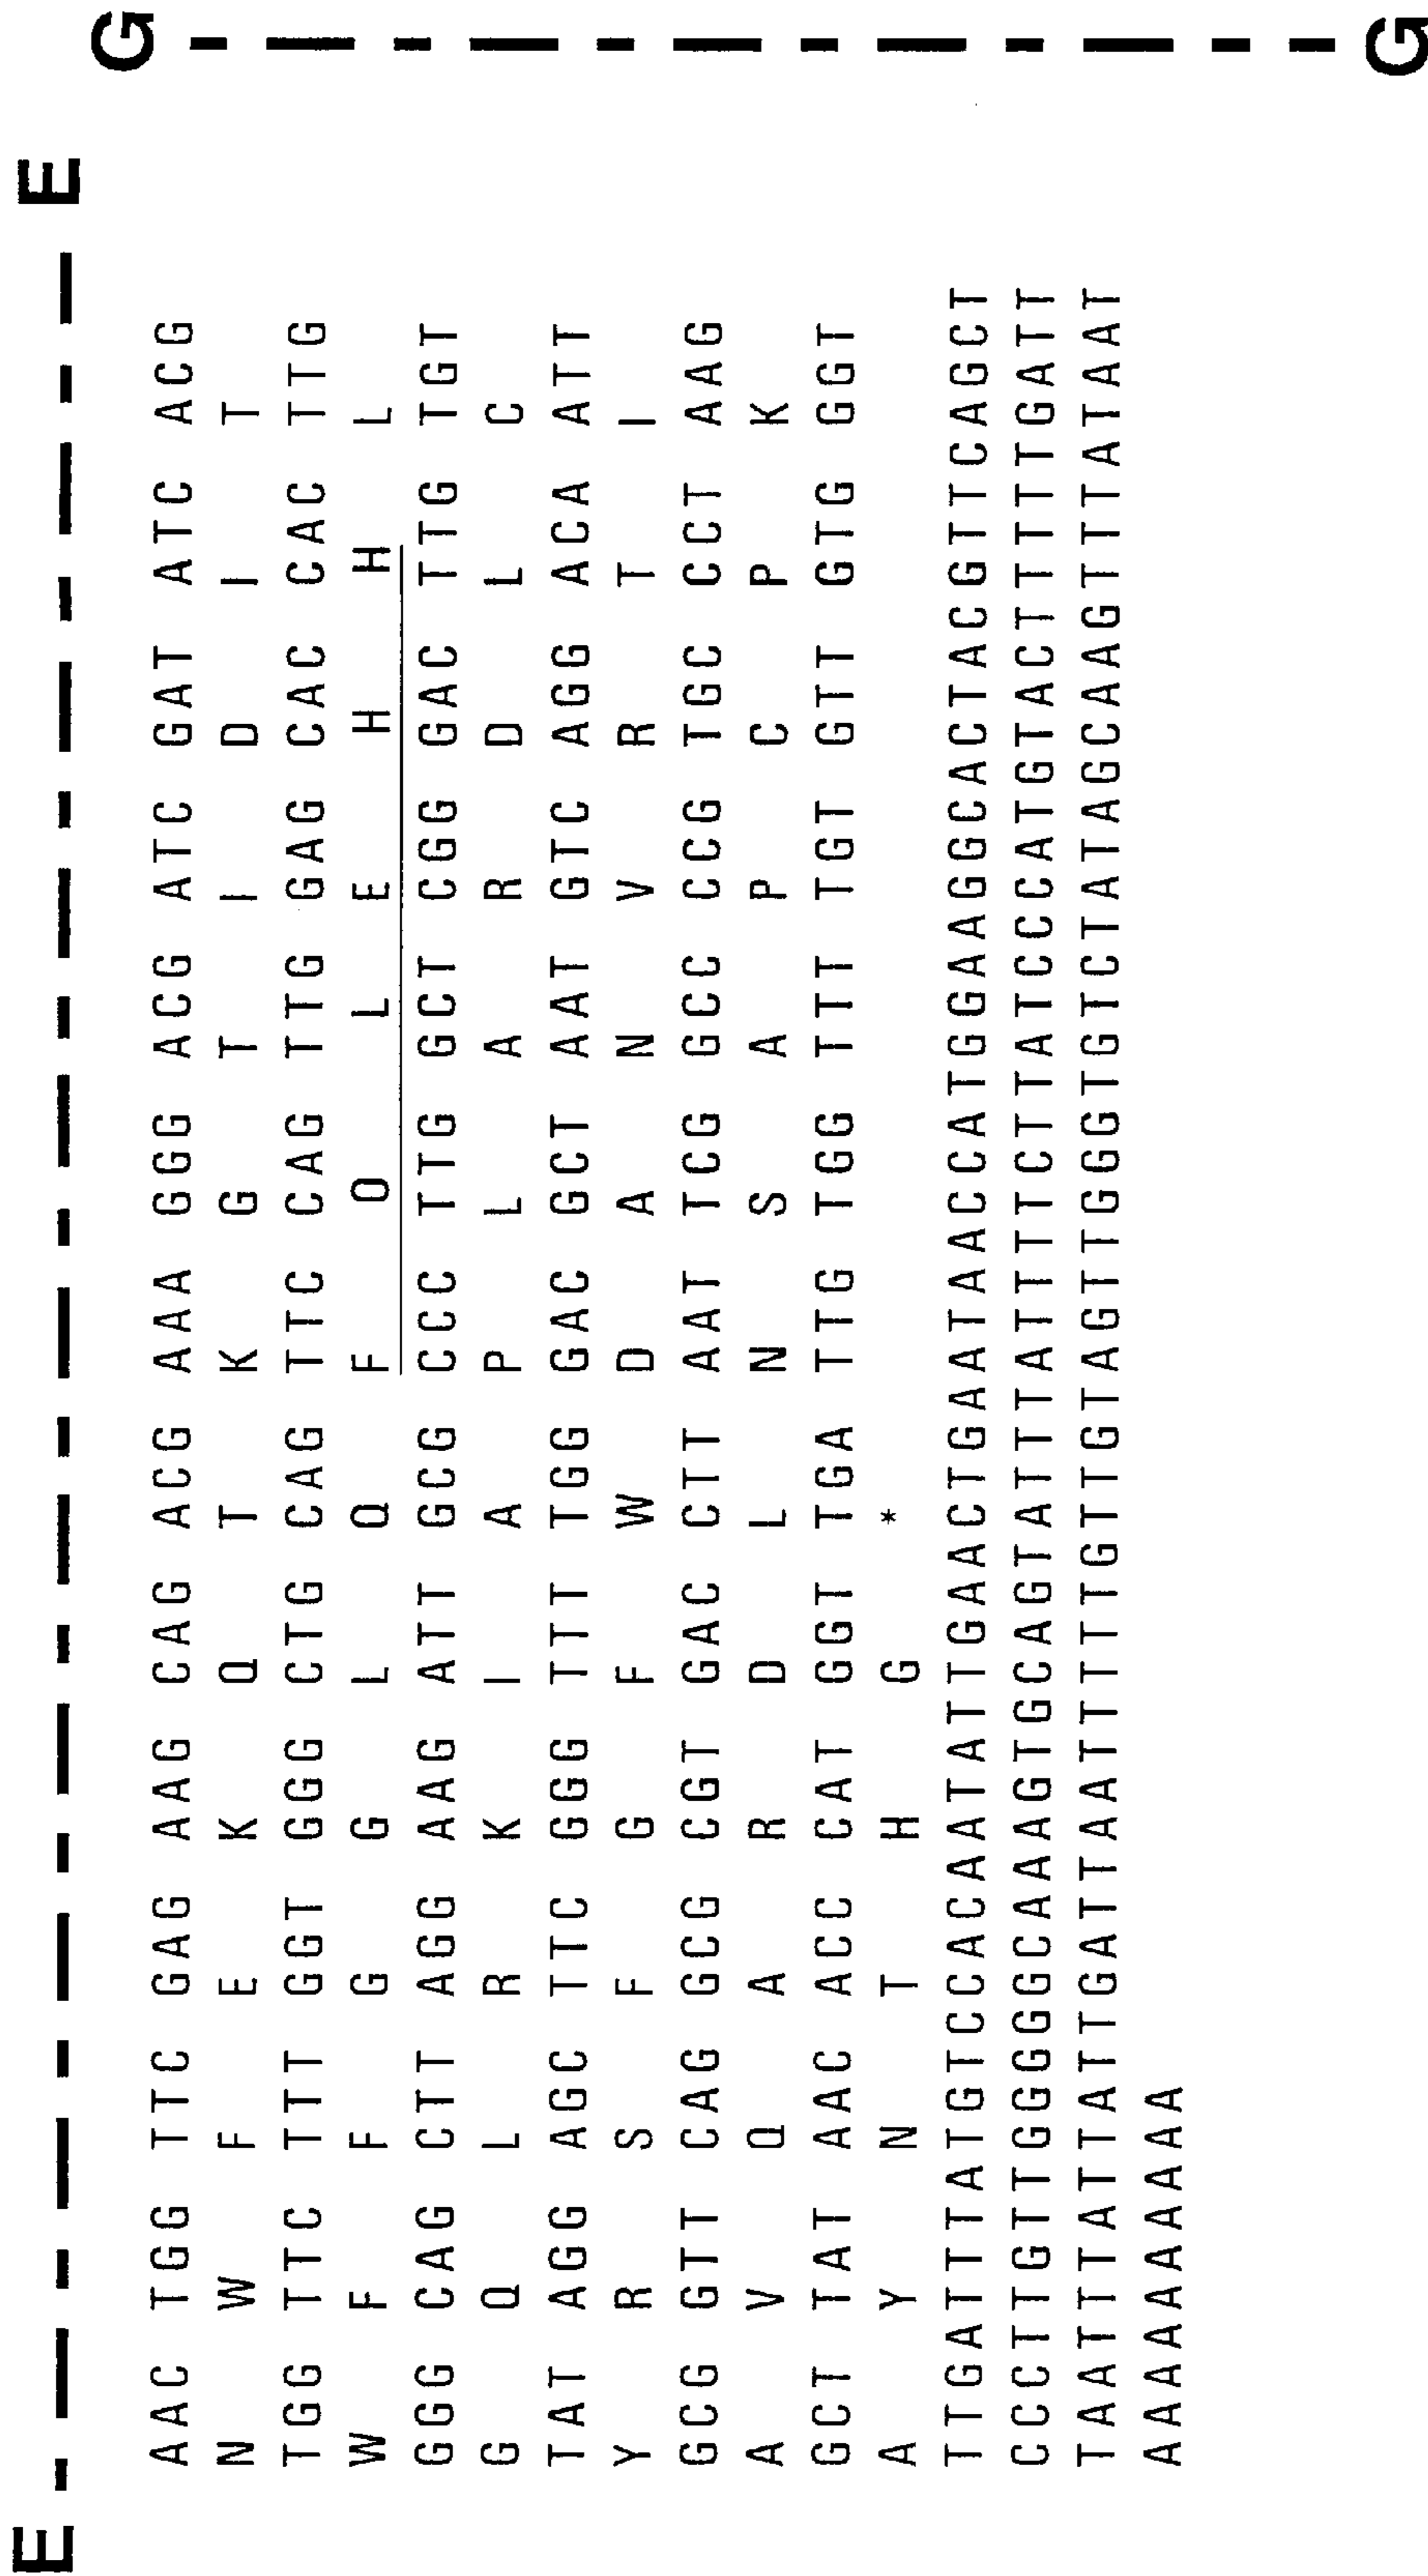 E E
G
AAC TGG TTC GAG AAG CAG ACG AAA GGG ACG ATC GAT ATC ACG
N W F E K Q T K G T I D I T
TGG TTC TTT GGT GGG CTG CAG TTC CAG TTG GAG CAC CAC TTG
W F F G G L Q F O L E H H L
GGG CAG CTT AGG AAG ATT GCG CCC TTG GCT CGG GAC TTG TGT
G Q L R K I A P L A R D L C
TAT AGG AGC TTC GGG TTT TGG GAC GCT AAT GTC AGG ACA ATT
Y R S F G F W D A N V R T I
GCG GTT CAG GCG CGT GAC CTT AAT TCG GCC CCG TGC CCT AAG
A V Q A R D L N S A P C P K
GCT TAT AAC ACC CAT GGT TGA TTG TGG TTT TGT GTT GTG GGT
A Y N T H G *
TTGATTTATGTCCACAATATTGAACTGAATAACCATGGAAGGCACTACGTTCAGCT
CCCTTGTTGGGGGCAAAGTGCAGTATTTATTTTCTTATCCCATGTACTTTTTGATT
TAATTTATTATTGATTAATTTTTGTTGTAGTTGGGTGTCTATAGCAAGTTTATAAT
AAAAAAAAAA
G